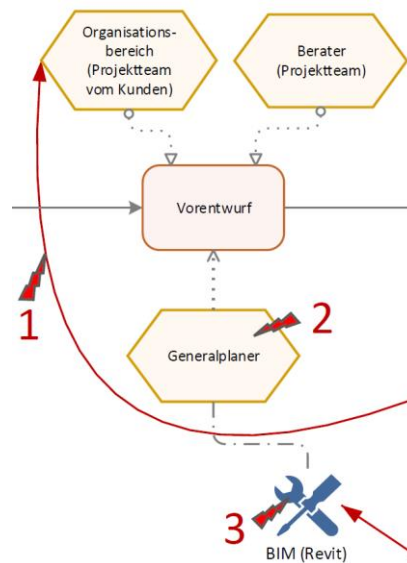 Organisations-
bereich
(Projektteam
vom Kunden)
Berater
(Projektteam)
Vorentwurf
1
2
Generalplaner
3
BIM (Revit)